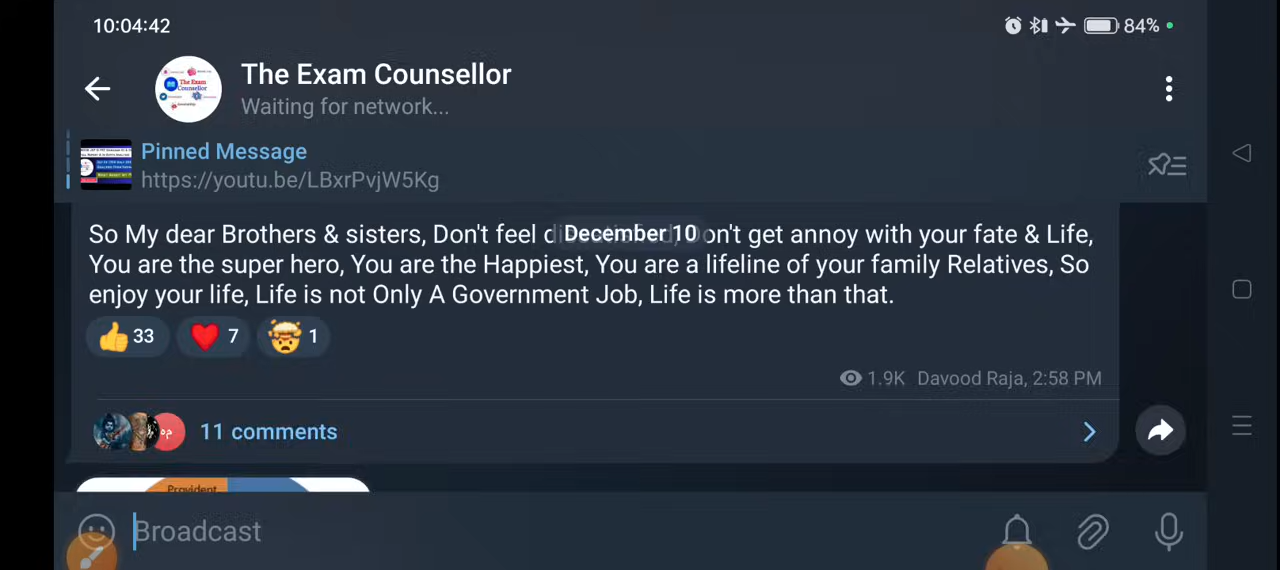 10:04:42
84%
The Exam Counsellor
Waiting for network...
Pinned Message
https://youtu.be/LBxrPvjW5Kg
December 10
So My dear Brothers & sisters, Don't feel on't get annoy with your fate & Life,
You are the super hero, You are the Happiest, You are a lifeline of your family Relatives, So
enjoy your life, Life is not Only A Government Job, Life is more than that.
33 7 1
1.9K Davood Raja, 2:58 PM
11 comments
Provident
Broadcast